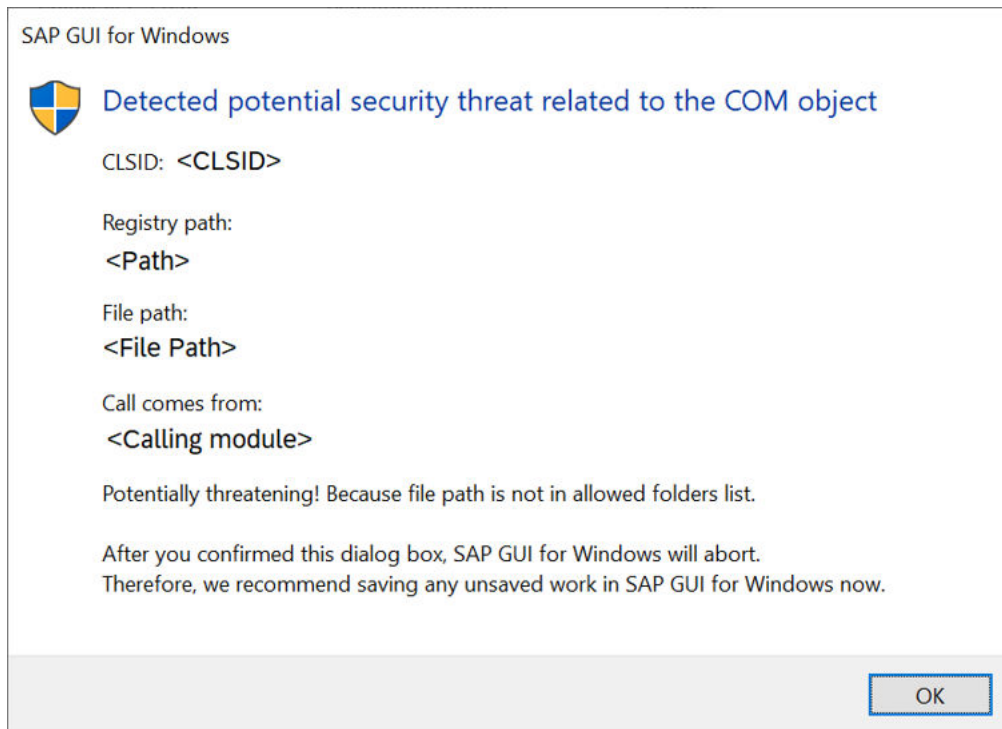 SAP GUI for Windows
Detected potential security threat related to the COM object
CLSID: <CLSID>
Registry path:
<Path>
File path:
<File Path>
Call comes from:
<Calling module>
Potentially threatening! Because file path is not in allowed folders list.
After you confirmed this dialog box, SAP GUI for Windows will abort.
Therefore, we recommend saving any unsaved work in SAP GUI for Windows now.
OK